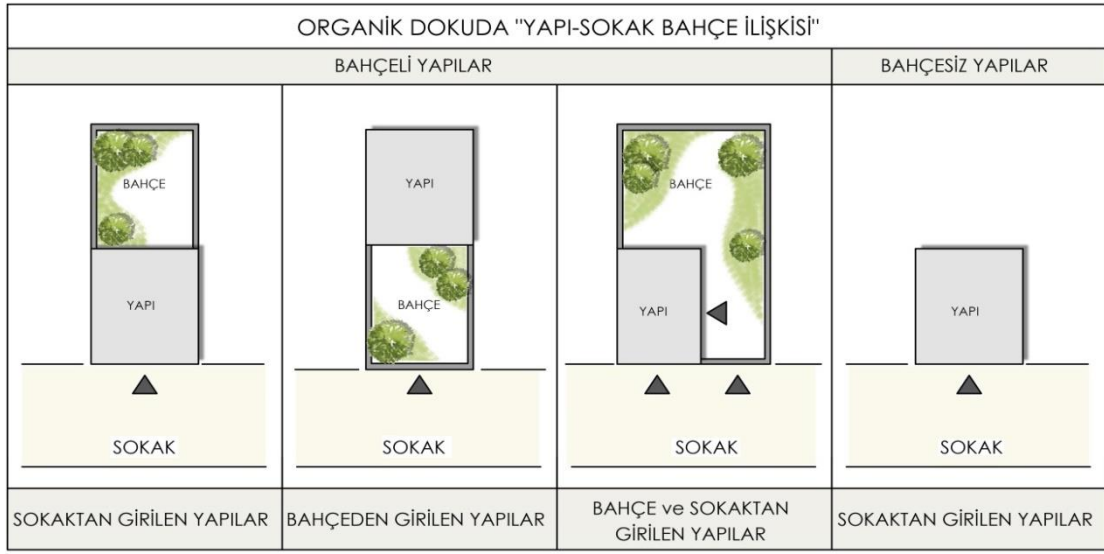 ORGANİK DOKUDA "YAPI-SOKAK BAHÇE İLİŞKİSİ"
BAHÇELİ YAPILAR
BAHÇESİZ YAPILAR
BAHÇE
YAPI
SOKAK
SOKAKTAN GİRİLEN YAPILAR
YAPI
BAHÇE
SOKAK
BAHÇEDEN GİRİLEN YAPILAR
BAHÇE
YAPI
SOKAK
BAHÇE ve SOKAKTAN
GİRİLEN YAPILAR
YAPI
SOKAK
SOKAKTAN GİRİLEN YAPILAR